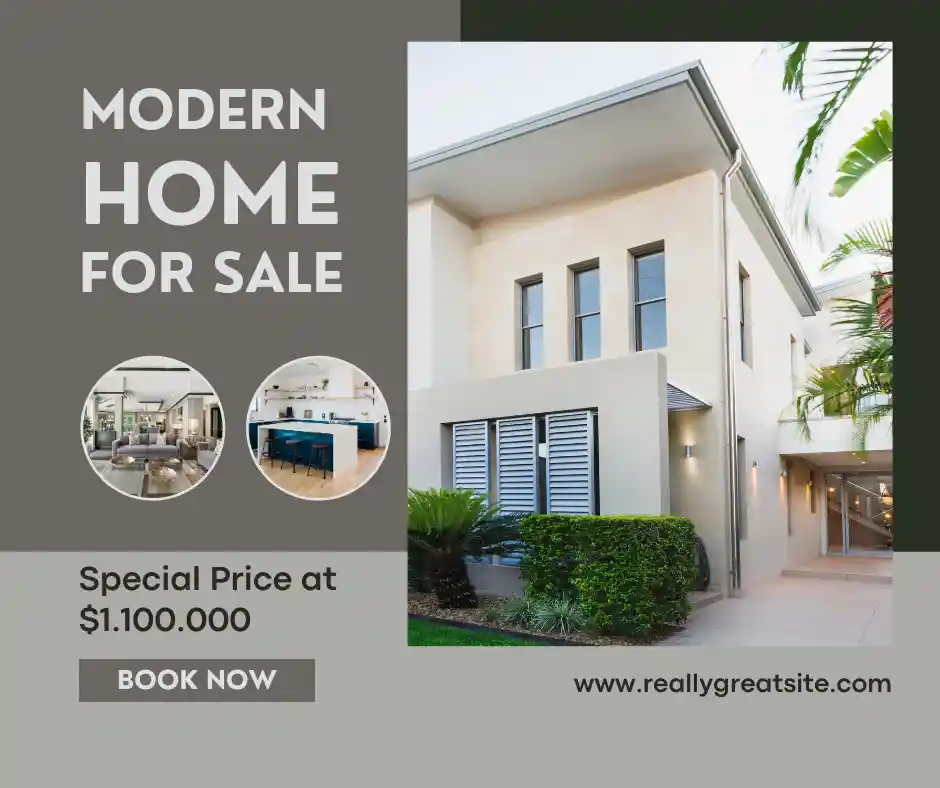 MODERN
HOME
FOR SALE
Special Price at
$1.100.000
BOOK NOW
www.reallygreatsite.com